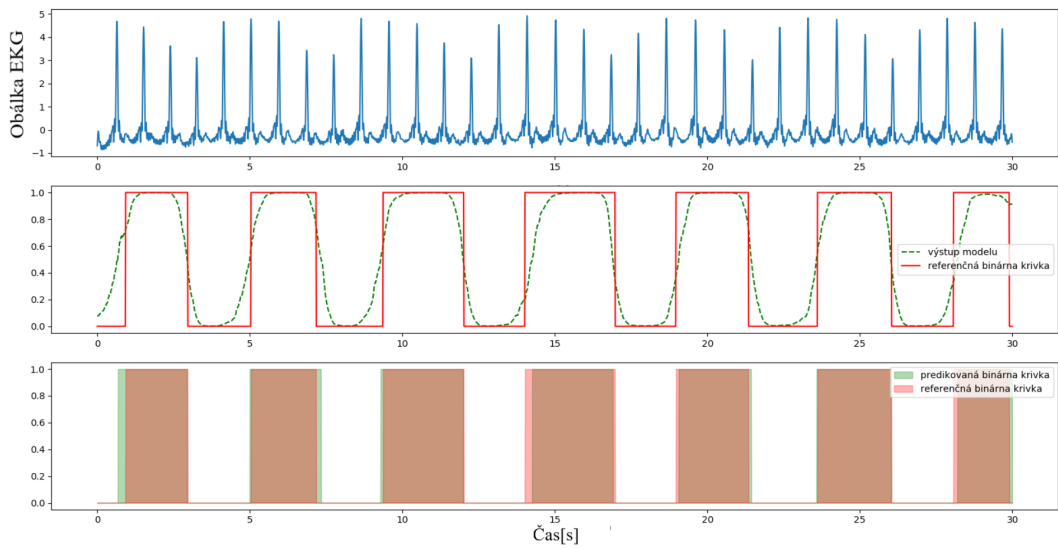 Obálka EKG
5
4
3
2
1
0
−1
0 5 10 15 20 25 30
1.0
0.8
0.6
0.4
0.2
0.0
výstup modelu
referenčná binárna krivka
0 5 10 15 20 25 30
1.0
0.8
0.6
0.4
0.2
0.0
predikovaná binárna krivka
referenčná binárna krivka
0 5 10 15 20 25 30
Čas[s]